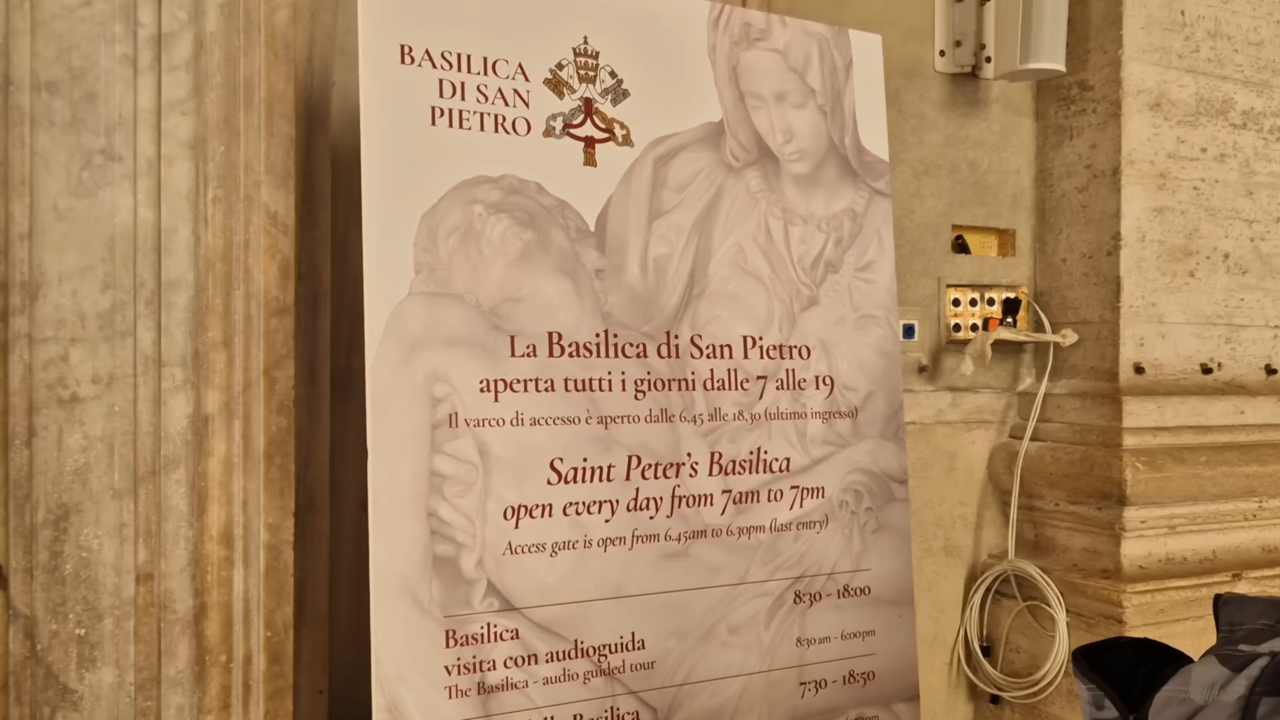 BASILICA
DI SAN
PIETRO
La Basilica di San Pietro
aperta tutti i giorni dalle 7 alle 19
Il varco di accesso è aperto dalle 6.45 alle 18.30 (ultimo ingresso)
Saint Peter's Basilica
open every day from 7am to 7pm
Access gate is open from 6.45am to 6.30pm (last entry)
8:30 - 18:00
Basilica
visita con audioguida
8:30 am - 6:00 pm
The Basilica - audio guided tour
7:30 - 18:50
Basilica